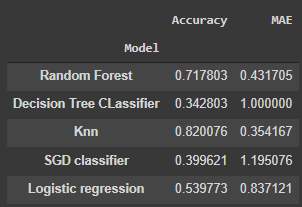 Accuracy MAE
Model
Random Forest 0.717803 0.431705
Decision Tree CLassifier 0.342803 1.000000
Knn 0.820076 0.354167
SGD classifier 0.399621 1.195076
Logistic regression 0.539773 0.837121